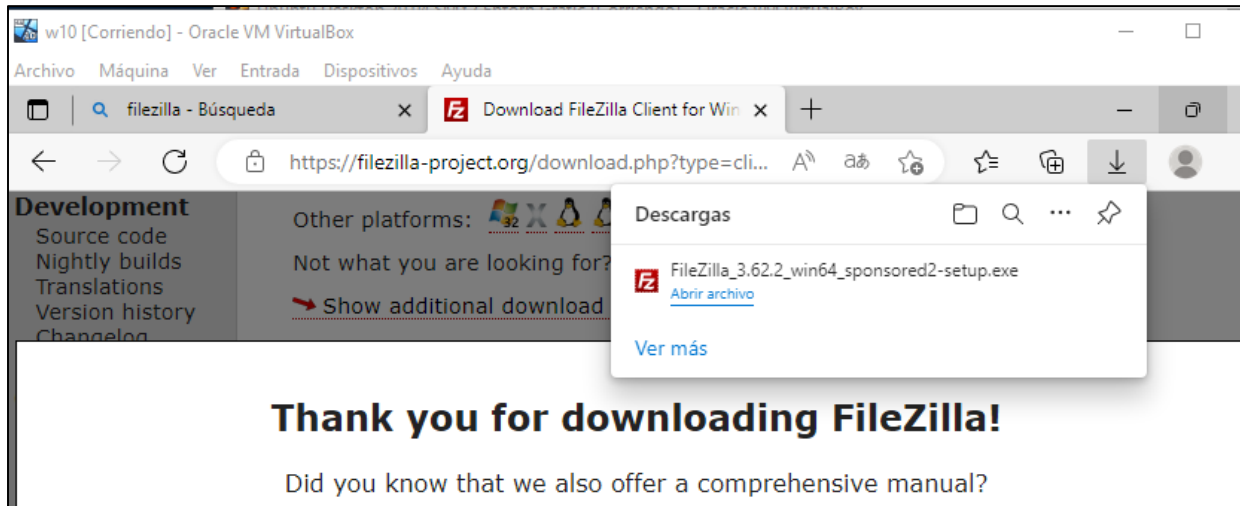 w10 [Corriendo] - Oracle VM VirtualBox
Archivo Máquina Ver Entrada Dispositivos Ayuda
filezilla - Búsqueda Download FileZilla Client for Win
https://filezilla-project.org/download.php?type=cli...
Development
Source code
Nightly builds
Translations
Version history
Changelog
Other platforms: 32
Not what you are looking for?
Show additional download
Descargas
FileZilla_3.62.2_win64_sponsored2-setup.exe
Abrir archivo
Ver más
Thank you for downloading FileZilla!
Did you know that we also offer a comprehensive manual?